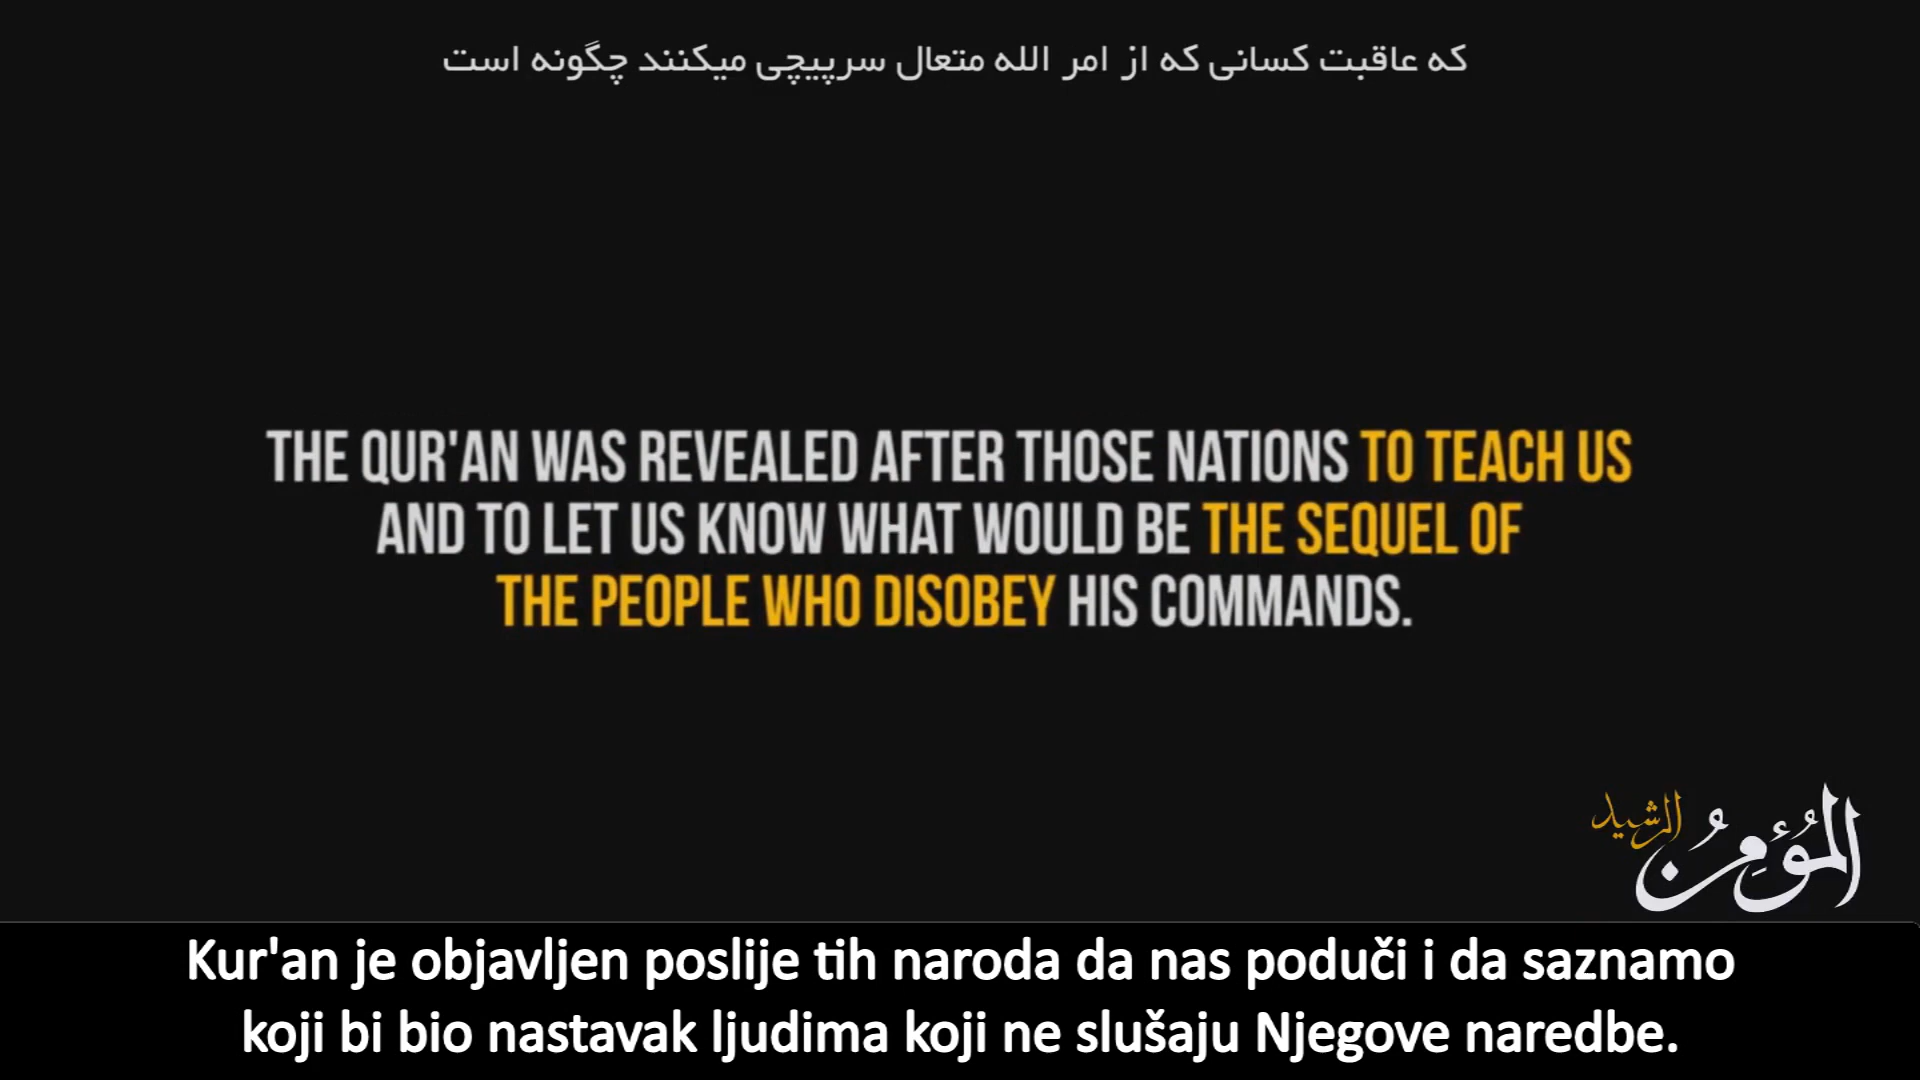 که عاقبت کسانی که از امر الله متعال سرپیچی میکنند چگونه است
THE QUR'AN WAS REVEALED AFTER THOSE NATIONS TO TEACH US
AND TO LET US KNOW WHAT WOULD BE THE SEQUEL OF
THE PEOPLE WHO DISOBEY HIS COMMANDS.
المُؤمِنُ الرشيد
Kur'an je objavljen poslije tih naroda da nas poduči i da saznamo
koji bi bio nastavak ljudima koji ne slušaju Njegove naredbe.